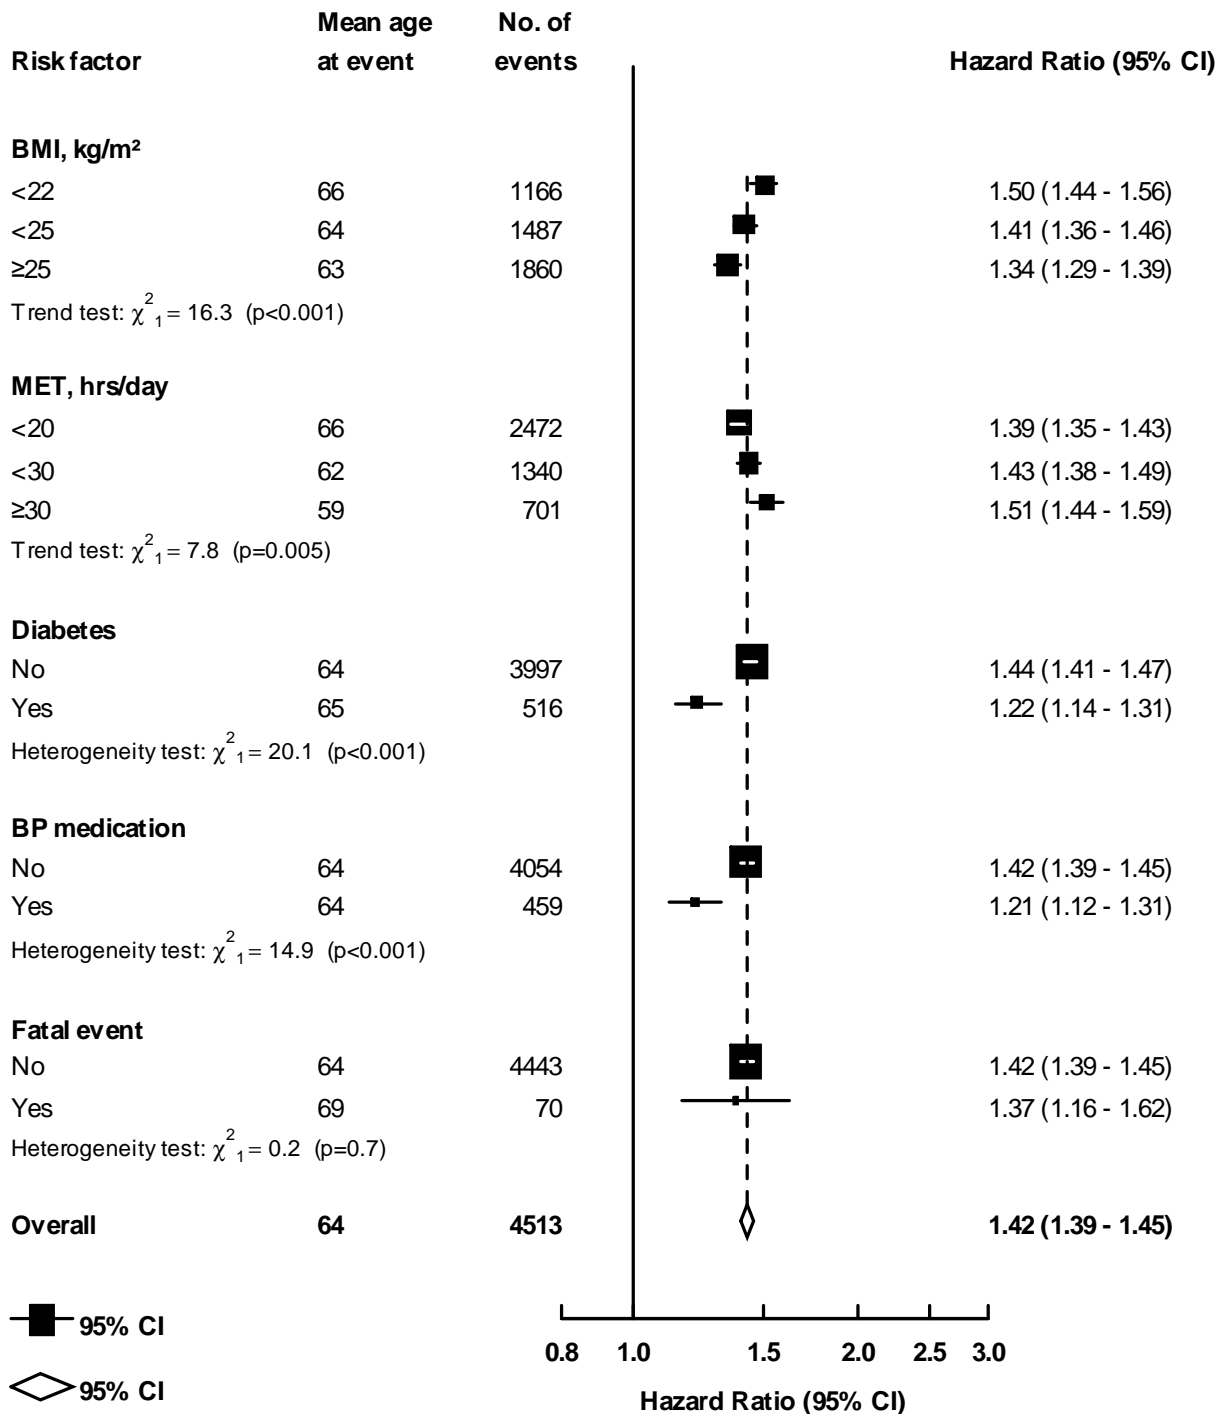 Mean age No. of
Risk factor at event events Hazard Ratio (95% CI)
BMI, kg/m²
<22 66 1166 1.50 (1.44 - 1.56)
<25 64 1487 1.41 (1.36 - 1.46)
≥25 63 1860 1.34 (1.29 - 1.39)
Trend test: χ²₁ = 16.3 (p<0.001)
MET, hrs/day
<20 66 2472 1.39 (1.35 - 1.43)
<30 62 1340 1.43 (1.38 - 1.49)
≥30 59 701 1.51 (1.44 - 1.59)
Trend test: χ²₁ = 7.8 (p=0.005)
Diabetes
No 64 3997 1.44 (1.41 - 1.47)
Yes 65 516 1.22 (1.14 - 1.31)
Heterogeneity test: χ²₁ = 20.1 (p<0.001)
BP medication
No 64 4054 1.42 (1.39 - 1.45)
Yes 64 459 1.21 (1.12 - 1.31)
Heterogeneity test: χ²₁ = 14.9 (p<0.001)
Fatal event
No 64 4443 1.42 (1.39 - 1.45)
Yes 69 70 1.37 (1.16 - 1.62)
Heterogeneity test: χ²₁ = 0.2 (p=0.7)
Overall 64 4513 1.42 (1.39 - 1.45)
95% CI
0.8 1.0 1.5 2.0 2.5 3.0
95% CI
Hazard Ratio (95% CI)